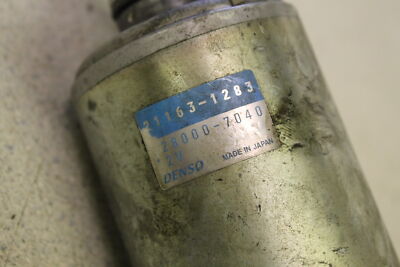 21163-1283
28000-7040
DENSO MADE IN JAPAN